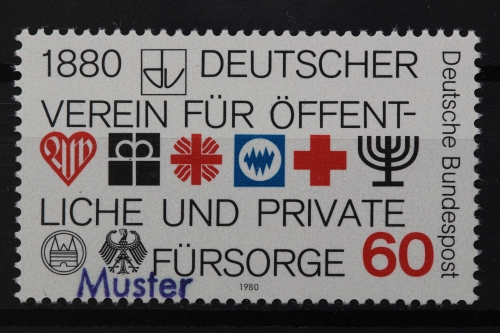 1880 DEUTSCHER
VEREIN FÜR ÖFFENT-
LICHE UND PRIVATE
FÜRSORGE 60
Deutsche Bundespost
Muster
1980